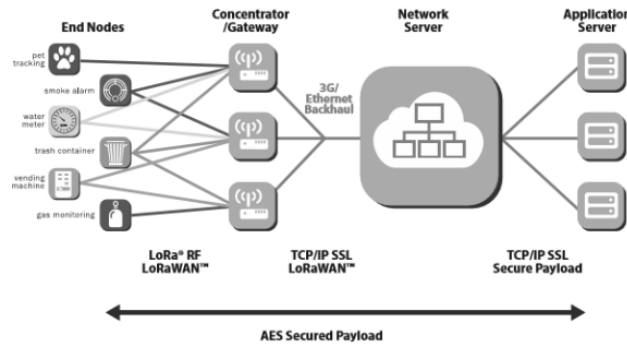 End Nodes
Concentrator
/Gateway
Network
Server
Application
Server
pet
tracking
smoke alarm
water
meter
trash container
vending
machine
gas monitoring
3G/
Ethernet
Backhaul
LoRa® RF
LoRaWAN™
TCP/IP SSL
LoRaWAN™
TCP/IP SSL
Secure Payload
AES Secured Payload